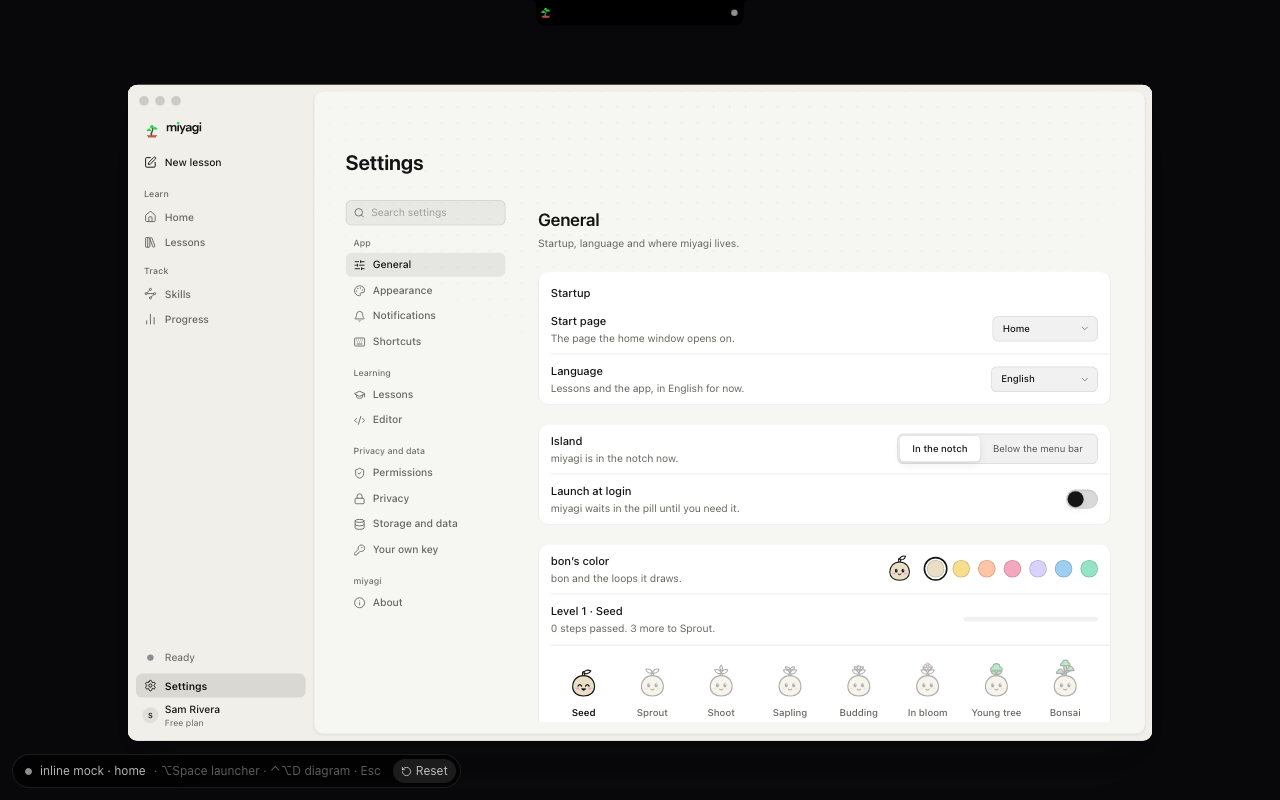 miyagi
New lesson
Learn
Home
Lessons
Track
Skills
Progress
Ready
Settings
S
Sam Rivera
Free plan
Settings
Search settings
App
General
Appearance
Notifications
Shortcuts
Learning
Lessons
Editor
Privacy and data
Permissions
Privacy
Storage and data
Your own key
miyagi
About
General
Startup, language and where miyagi lives.
Startup
Start page
The page the home window opens on.
Home
Language
Lessons and the app, in English for now.
English
Island
miyagi is in the notch now.
In the notch
Below the menu bar
Launch at login
miyagi waits in the pill until you need it.
bon's color
bon and the loops it draws.
Level 1 · Seed
0 steps passed. 3 more to Sprout.
Seed
Sprout
Shoot
Sapling
Budding
In bloom
Young tree
Bonsai
inline mock · home · ⌥Space launcher · ^⌥D diagram · Esc
Reset